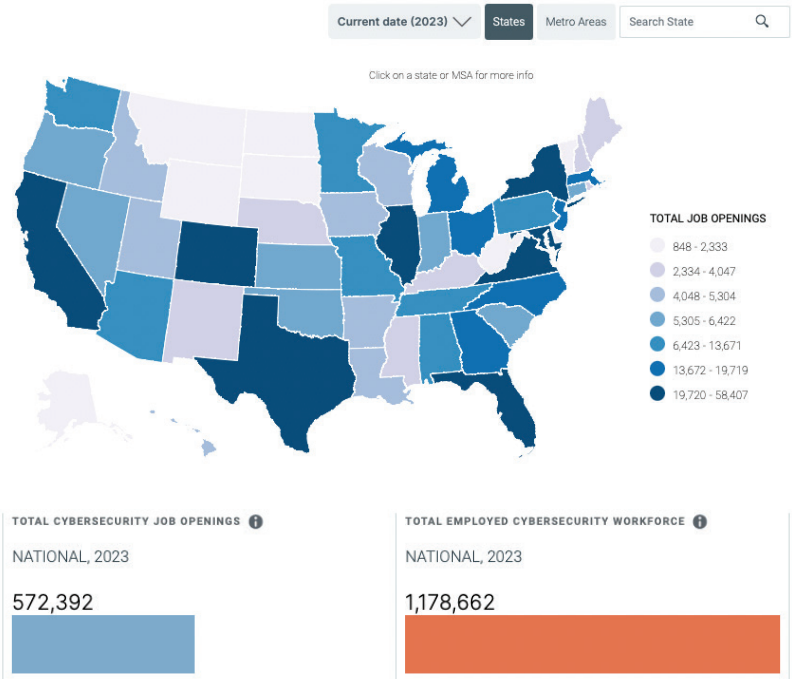 Current date (2023) States Metro Areas Search State
Click on a state or MSA for more info
TOTAL JOB OPENINGS
848 - 2,333
2,334 - 4,047
4,048 - 5,304
5,305 - 6,422
6,423 - 13,671
13,672 - 19,719
19,720 - 58,407
TOTAL CYBERSECURITY JOB OPENINGS i
NATIONAL, 2023
572,392
TOTAL EMPLOYED CYBERSECURITY WORKFORCE i
NATIONAL, 2023
1,178,662